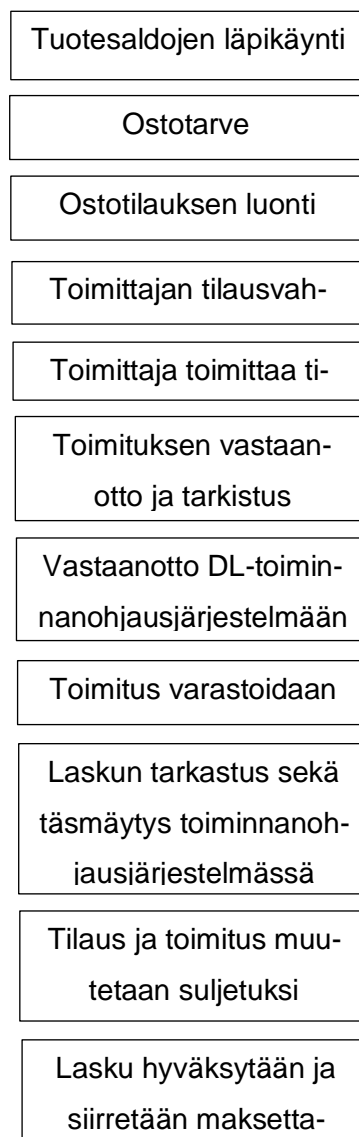 Tuotesaldojen läpikäynti
Ostotarve
Ostotilauksen luonti
Toimittajan tilausvah-
Toimittaja toimittaa ti-
Toimituksen vastaan-
otto ja tarkistus
Vastaanotto DL-toimin-
nanohjausjärjestelmään
Toimitus varastoidaan
Laskun tarkastus sekä
täsmäytys toiminnanoh-
jausjärjestelmässä
Tilaus ja toimitus muu-
tetaan suljetuksi
Lasku hyväksytään ja
siirretään maksetta-